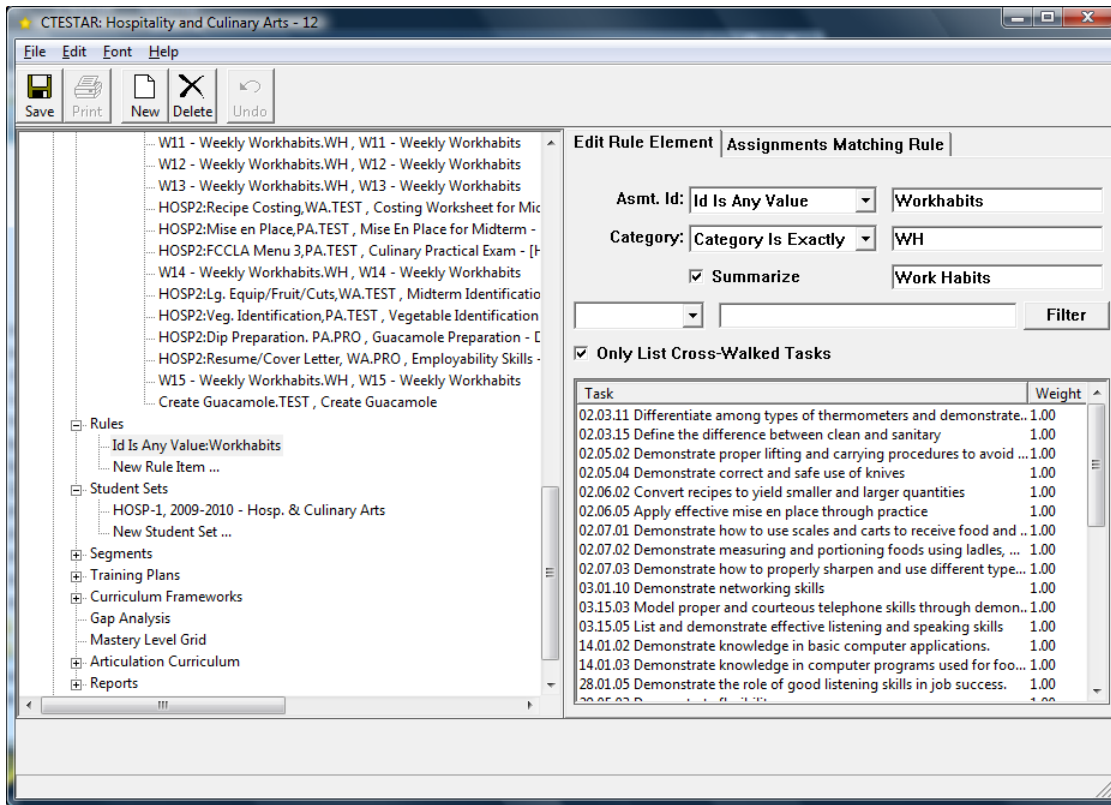 CTESTAR: Hospitality and Culinary Arts - 12
File Edit Font Help
Save Print New Delete Undo
W11 - Weekly Workhabits.WH , W11 - Weekly Workhabits
W12 - Weekly Workhabits.WH , W12 - Weekly Workhabits
W13 - Weekly Workhabits.WH , W13 - Weekly Workhabits
HOSP2:Recipe Costing,WA.TEST , Costing Worksheet for Mic
HOSP2:Mise en Place,PA.TEST , Mise En Place for Midterm -
HOSP2:FCCLA Menu 3,PA.TEST , Culinary Practical Exam - [H
W14 - Weekly Workhabits.WH , W14 - Weekly Workhabits
HOSP2:Lg. Equip/Fruit/Cuts,WA.TEST , Midterm Identificatio
HOSP2:Veg. Identification,PA.TEST , Vegetable Identification
HOSP2:Dip Preparation. PA.PRO , Guacamole Preparation - D
HOSP2:Resume/Cover Letter, WA.PRO , Employability Skills -
W15 - Weekly Workhabits.WH , W15 - Weekly Workhabits
Create Guacamole.TEST , Create Guacamole
Rules
Id Is Any Value:Workhabits
New Rule Item ...
Student Sets
HOSP-1, 2009-2010 - Hosp. & Culinary Arts
New Student Set ...
Segments
Training Plans
Curriculum Frameworks
Gap Analysis
Mastery Level Grid
Articulation Curriculum
Reports
Edit Rule Element Assignments Matching Rule
Asmt. Id: Id Is Any Value Workhabits
Category: Category Is Exactly WH
Summarize Work Habits
Filter
Only List Cross-Walked Tasks
Task Weight
02.03.11 Differentiate among types of thermometers and demonstrate.. 1.00
02.03.15 Define the difference between clean and sanitary 1.00
02.05.02 Demonstrate proper lifting and carrying procedures to avoid ... 1.00
02.05.04 Demonstrate correct and safe use of knives 1.00
02.06.02 Convert recipes to yield smaller and larger quantities 1.00
02.06.05 Apply effective mise en place through practice 1.00
02.07.01 Demonstrate how to use scales and carts to receive food and ... 1.00
02.07.02 Demonstrate measuring and portioning foods using ladles, ... 1.00
02.07.03 Demonstrate how to properly sharpen and use different type... 1.00
03.01.10 Demonstrate networking skills 1.00
03.15.03 Model proper and courteous telephone skills through demon.. 1.00
03.15.05 List and demonstrate effective listening and speaking skills 1.00
14.01.02 Demonstrate knowledge in basic computer applications. 1.00
14.01.03 Demonstrate knowledge in computer programs used for foo... 1.00
28.01.05 Demonstrate the role of good listening skills in job success. 1.00